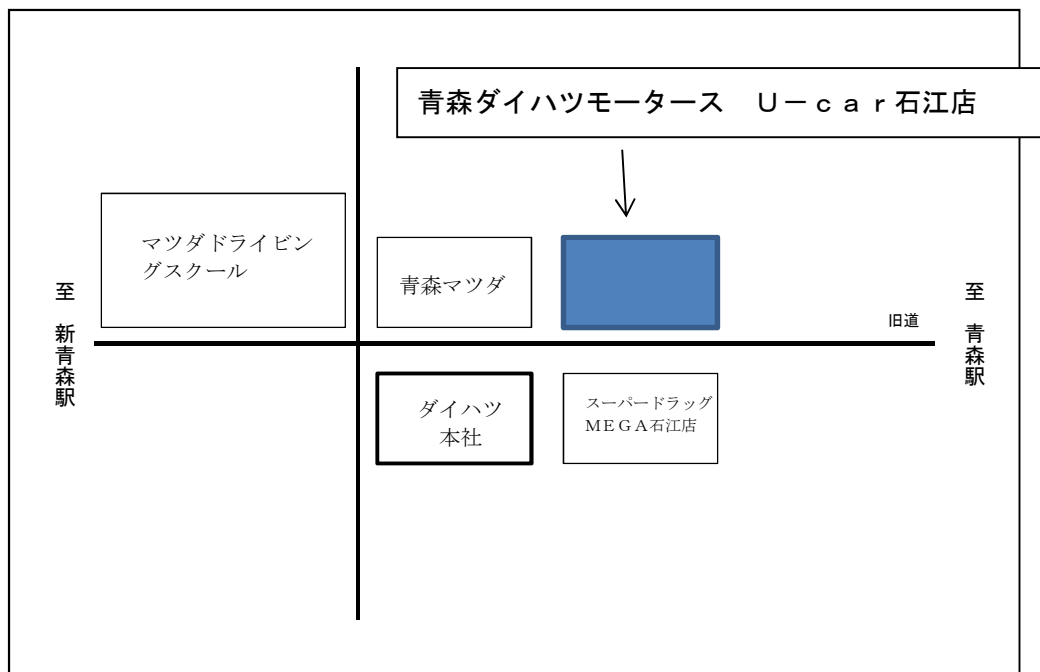 青森ダイハツモータース　Ｕ－ｃａｒ石江店
マツダドライビン
グスクール
青森マツダ
至　新青森駅
旧道
至　青森駅
ダイハツ
本社
スーパードラッグ
ＭＥＧＡ石江店